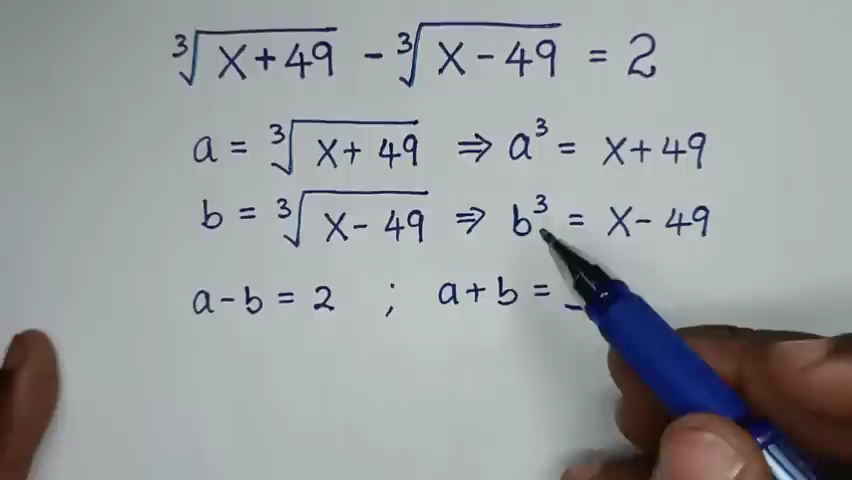 ∛(x+49) - ∛(x-49) = 2
a = ∛(x+49) ⇒ a³ = x+49
b = ∛(x-49) ⇒ b³ = x-49
a-b = 2 ; a+b = _